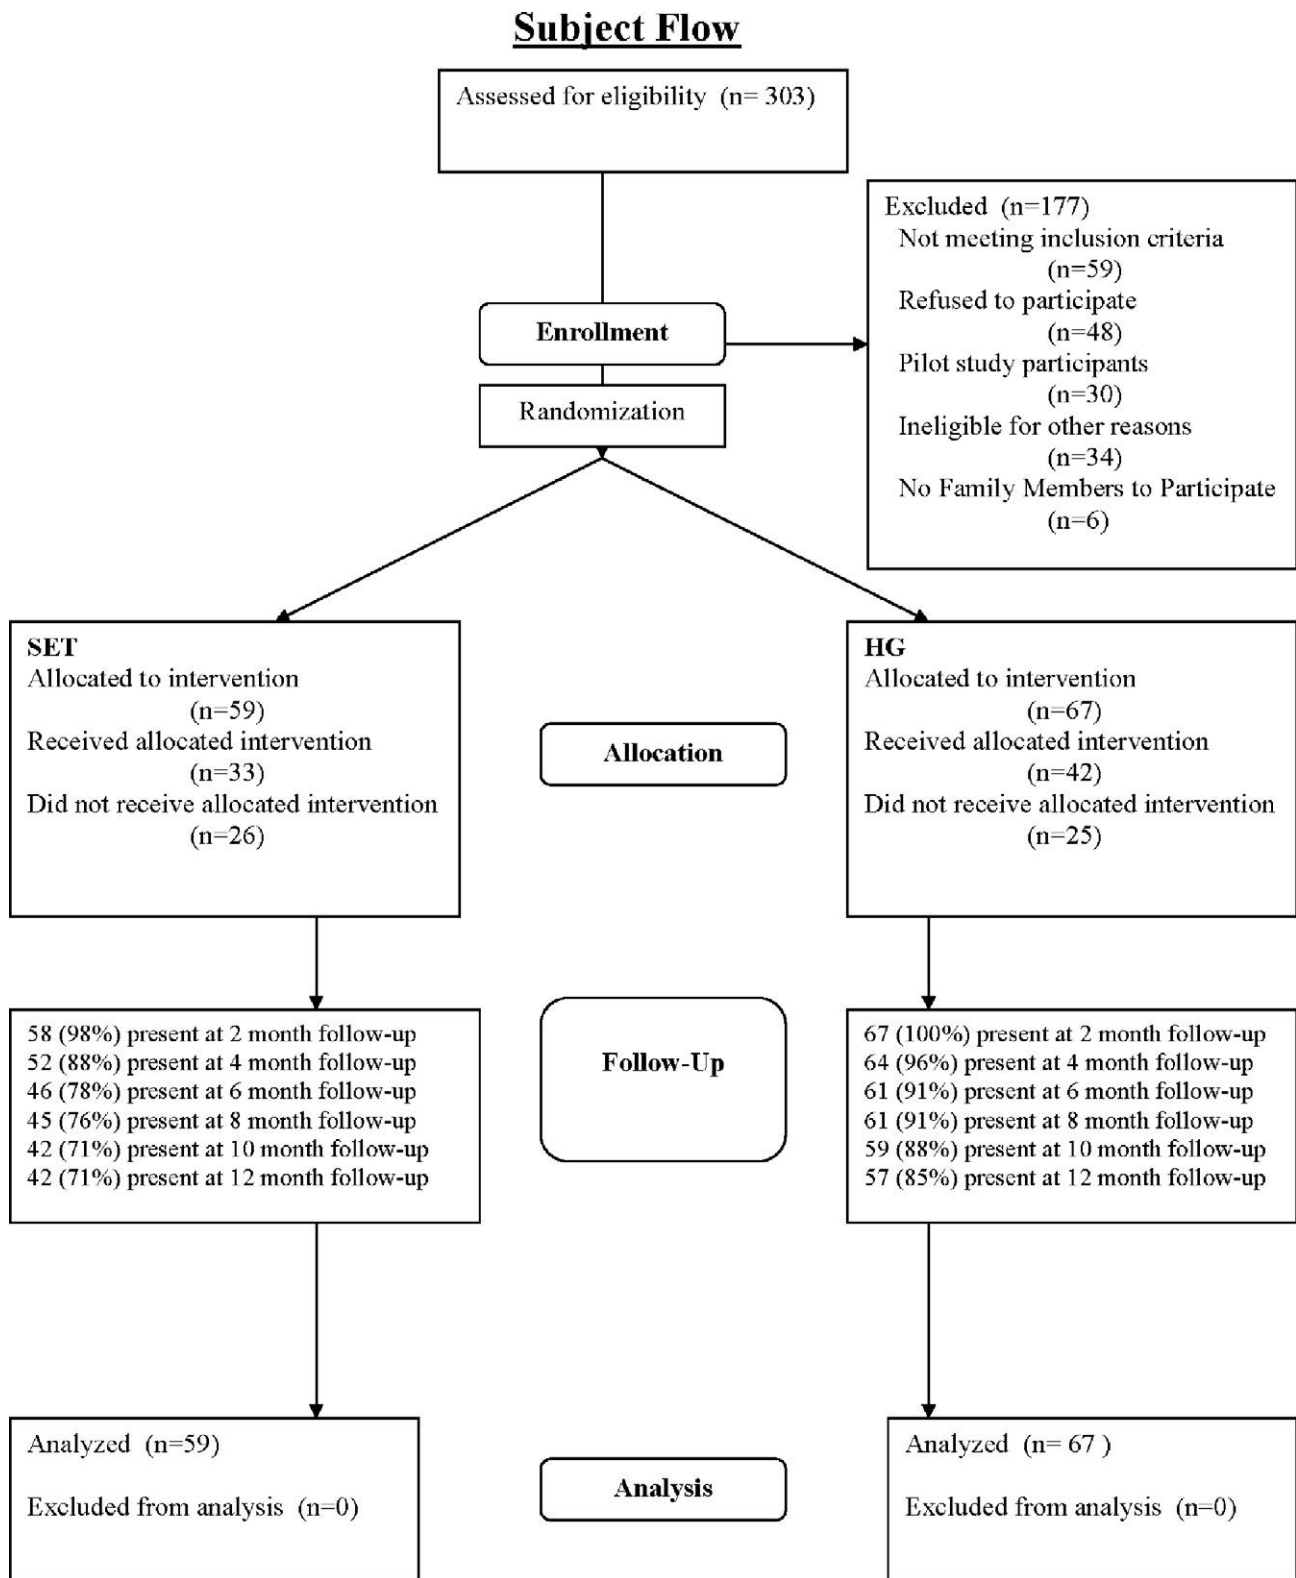 Subject Flow
Assessed for eligibility (n= 303)
Excluded (n=177)
Not meeting inclusion criteria
(n=59)
Refused to participate
(n=48)
Pilot study participants
(n=30)
Ineligible for other reasons
(n=34)
No Family Members to Participate
(n=6)
Enrollment
Randomization
SET
Allocated to intervention
(n=59)
Received allocated intervention
(n=33)
Did not receive allocated intervention
(n=26)
Allocation
HG
Allocated to intervention
(n=67)
Received allocated intervention
(n=42)
Did not receive allocated intervention
(n=25)
58 (98%) present at 2 month follow-up
52 (88%) present at 4 month follow-up
46 (78%) present at 6 month follow-up
45 (76%) present at 8 month follow-up
42 (71%) present at 10 month follow-up
42 (71%) present at 12 month follow-up
Follow-Up
67 (100%) present at 2 month follow-up
64 (96%) present at 4 month follow-up
61 (91%) present at 6 month follow-up
61 (91%) present at 8 month follow-up
59 (88%) present at 10 month follow-up
57 (85%) present at 12 month follow-up
Analyzed (n=59)
Excluded from analysis (n=0)
Analysis
Analyzed (n= 67 )
Excluded from analysis (n=0)